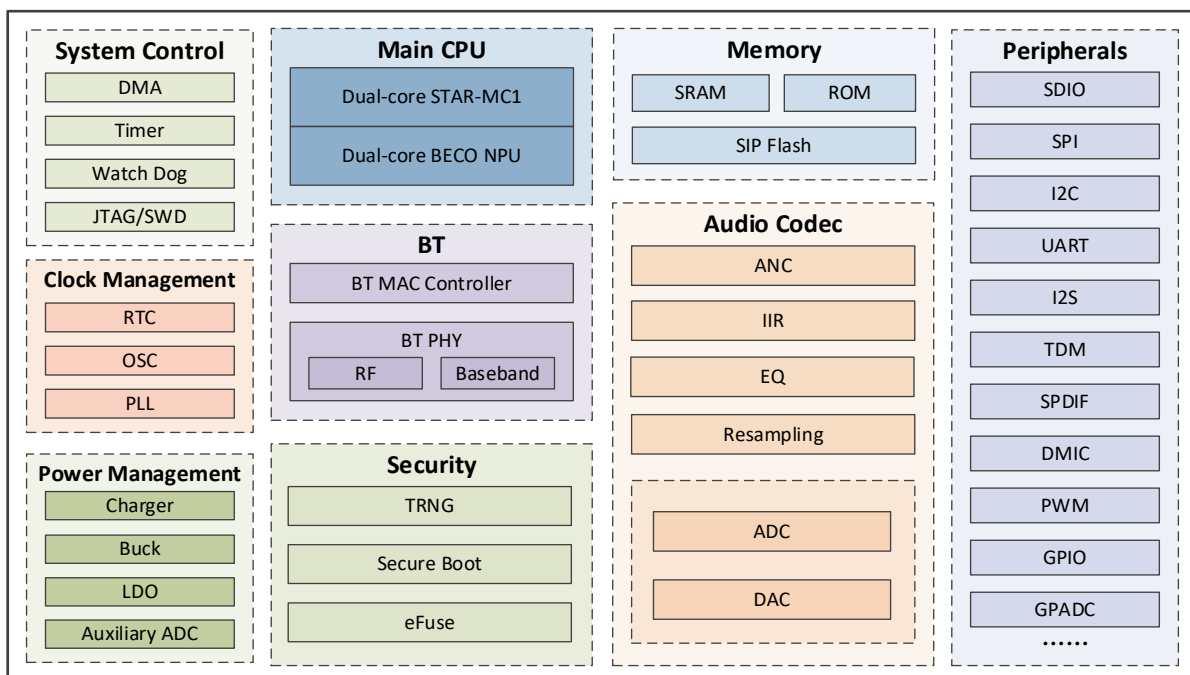 System Control
DMA
Timer
Watch Dog
JTAG/SWD
Clock Management
RTC
OSC
PLL
Power Management
Charger
Buck
LDO
Auxiliary ADC
Main CPU
Dual-core STAR-MC1
Dual-core BECO NPU
BT
BT MAC Controller
BT PHY
RF
Baseband
Security
TRNG
Secure Boot
eFuse
Memory
SRAM
ROM
SIP Flash
Audio Codec
ANC
IIR
EQ
Resampling
ADC
DAC
Peripherals
SDIO
SPI
I2C
UART
I2S
TDM
SPDIF
DMIC
PWM
GPIO
GPADC
......